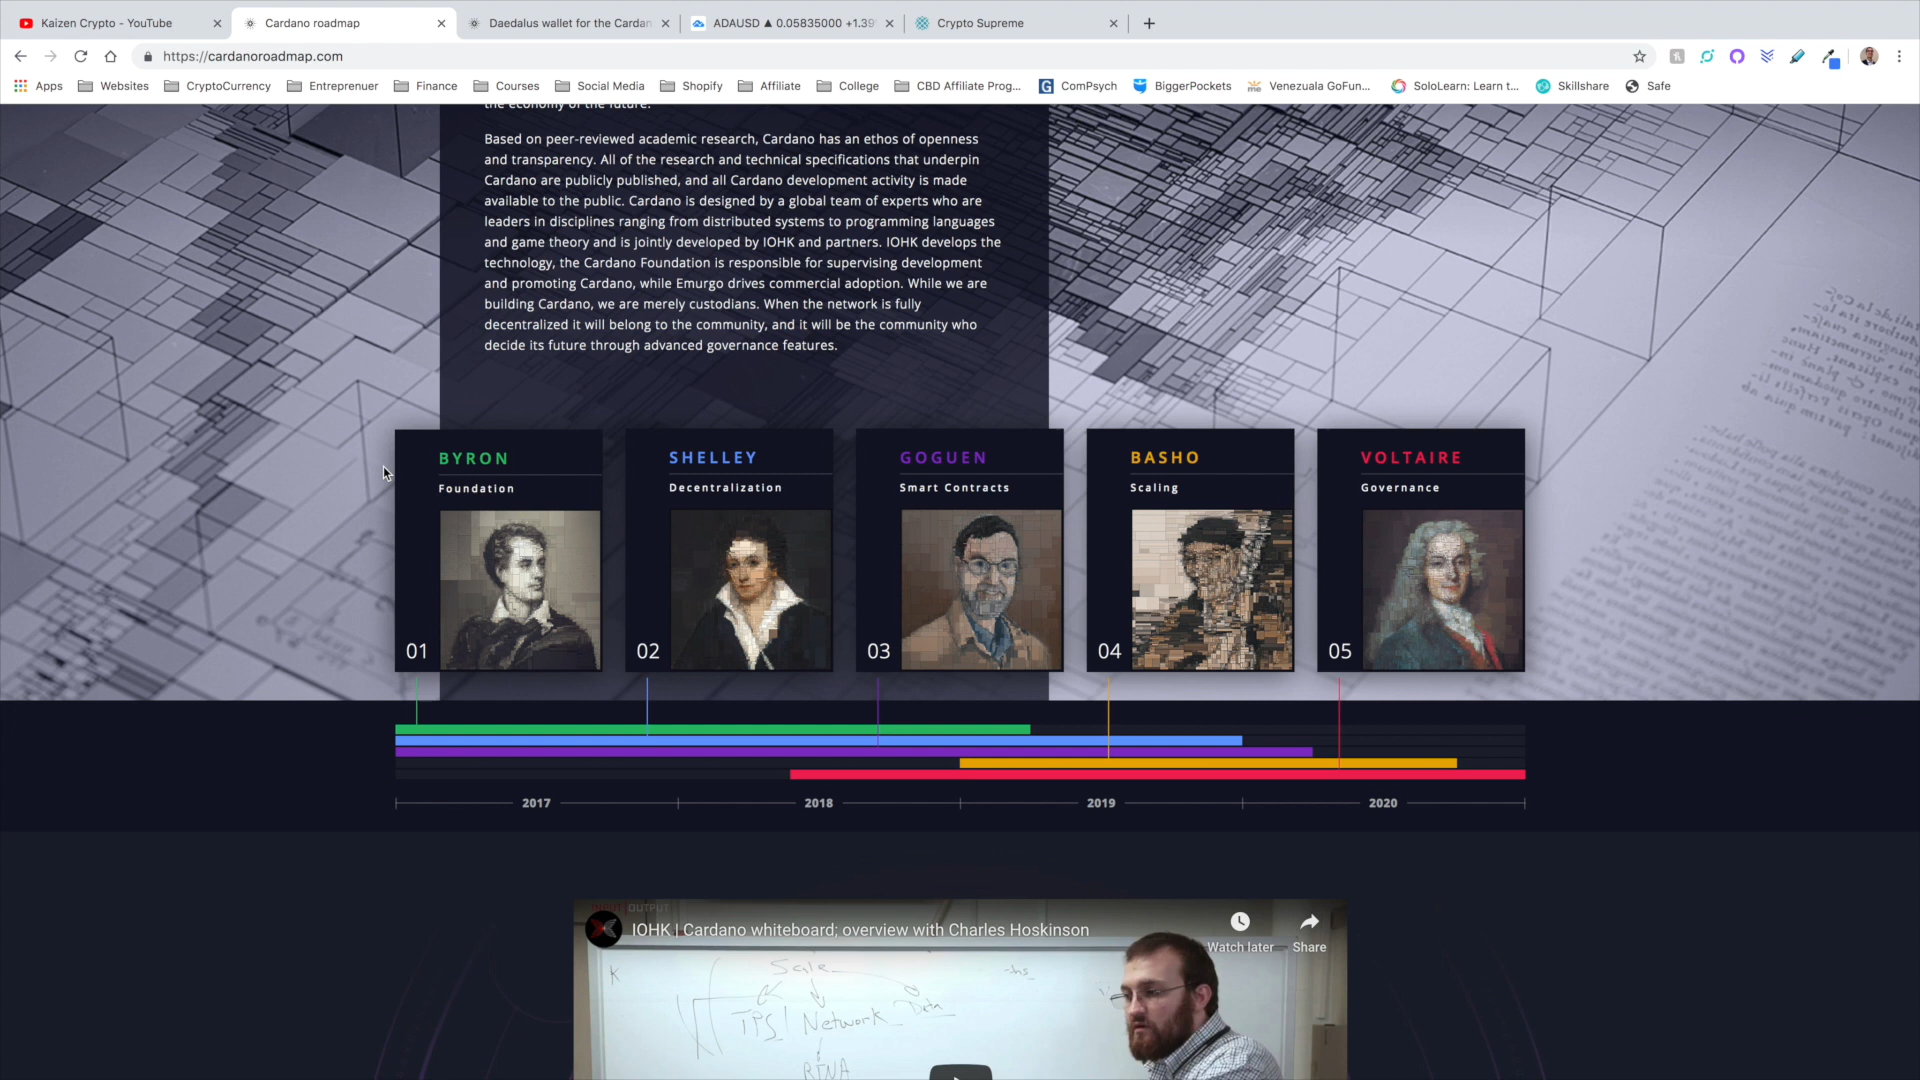 Kaizen Crypto - YouTube
Cardano roadmap
Daedalus wallet for the Cardan
ADAUSD ▲ 0.05835000 +1.39
Crypto Supreme
https://cardanoroadmap.com
Apps
Websites
CryptoCurrency
Entreprenuer
Finance
Courses
Social Media
Shopify
Affiliate
College
CBD Affiliate Prog...
ComPsych
BiggerPockets
Venezuala GoFun...
SoloLearn: Learn t...
Skillshare
Safe
the economy of the future.
Based on peer-reviewed academic research, Cardano has an ethos of openness
and transparency. All of the research and technical specifications that underpin
Cardano are publicly published, and all Cardano development activity is made
available to the public. Cardano is designed by a global team of experts who are
leaders in disciplines ranging from distributed systems to programming languages
and game theory and is jointly developed by IOHK and partners. IOHK develops the
technology, the Cardano Foundation is responsible for supervising development
and promoting Cardano, while Emurgo drives commercial adoption. While we are
building Cardano, we are merely custodians. When the network is fully
decentralized it will belong to the community, and it will be the community who
decide its future through advanced governance features.
BYRON
Foundation
01
SHELLEY
Decentralization
02
GOGUEN
Smart Contracts
03
BASHO
Scaling
04
VOLTAIRE
Governance
05
2017
2018
2019
2020
INPUT OUTPUT
IOHK | Cardano whiteboard; overview with Charles Hoskinson
Watch later
Share
K
Scale
TPS Network Data
RINA